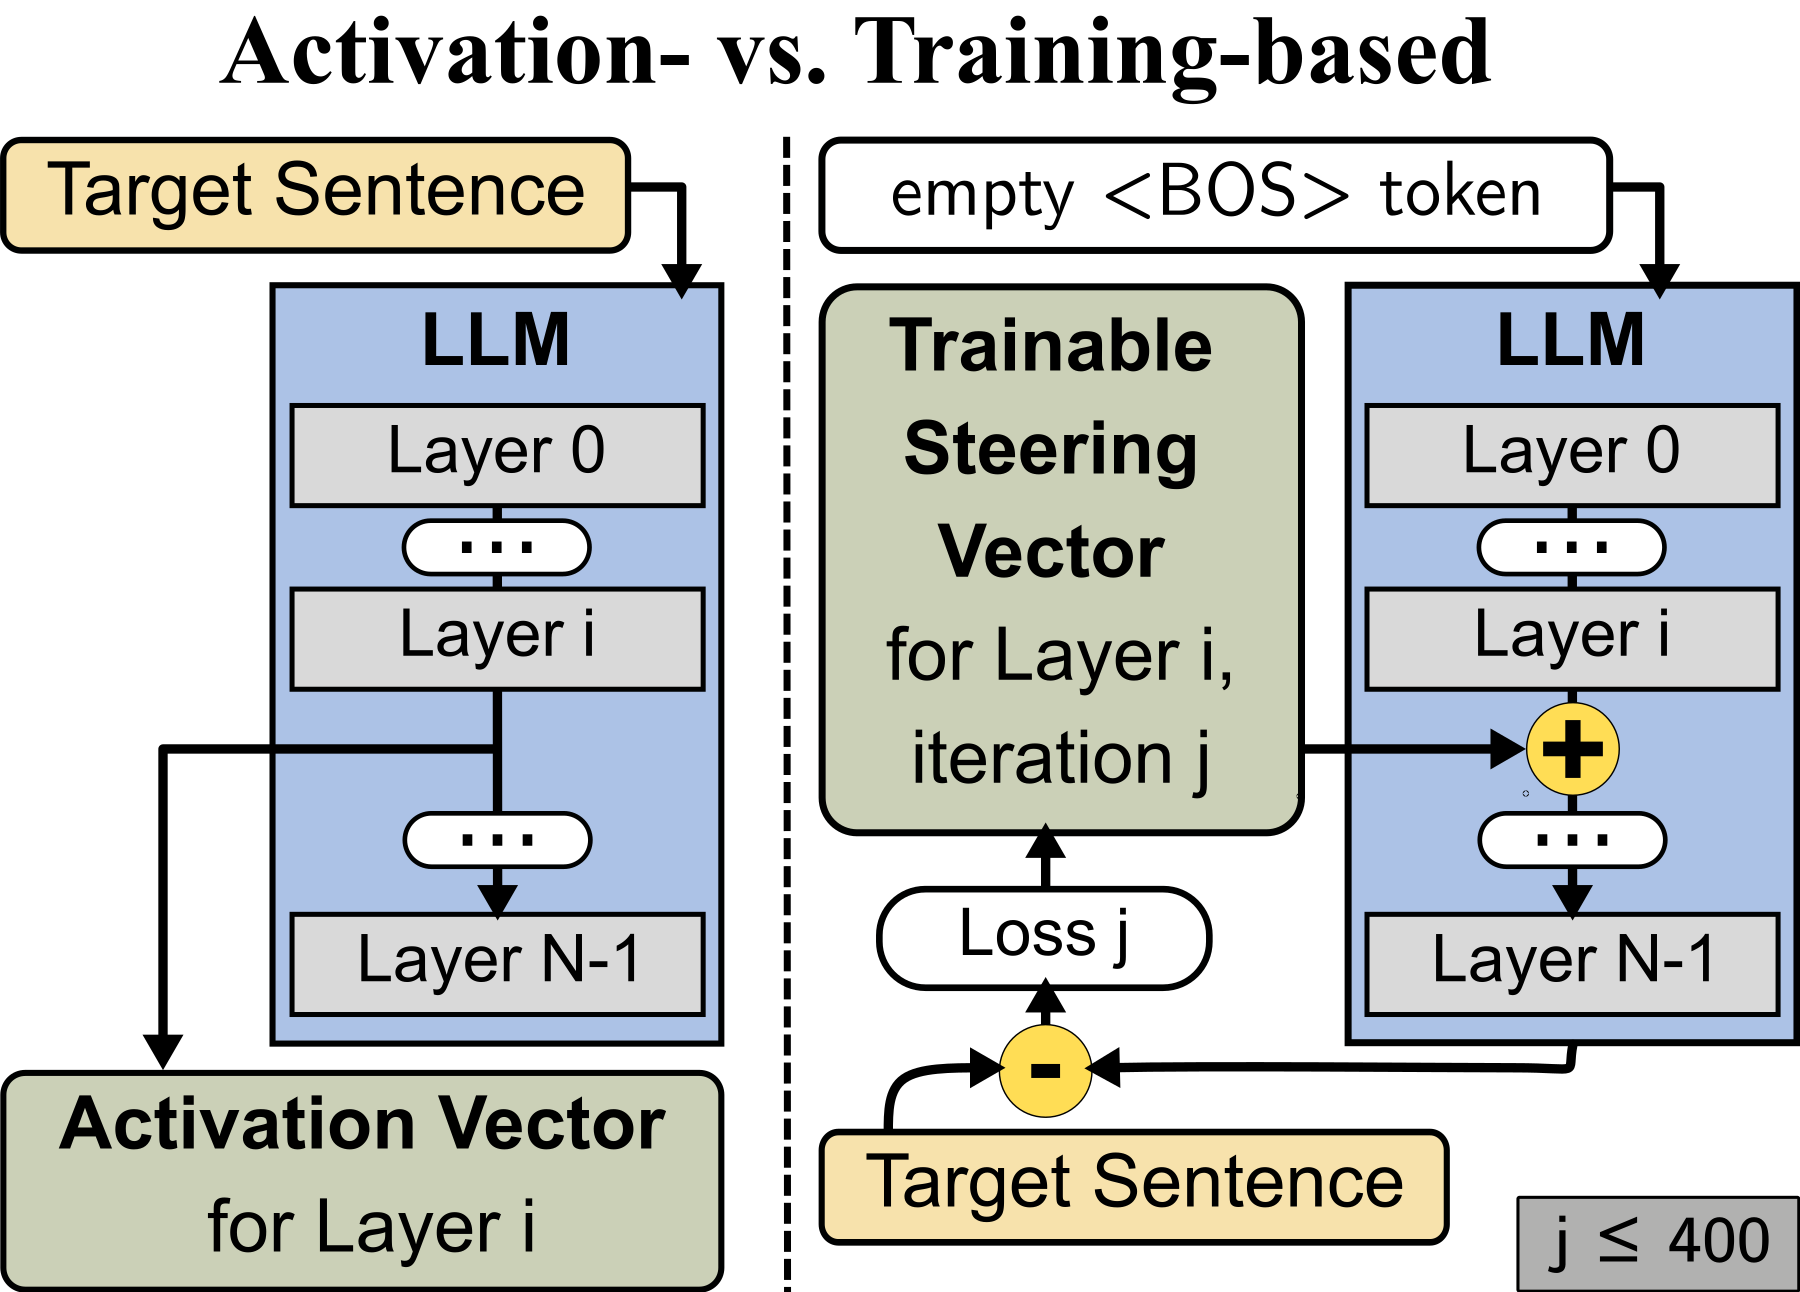 Activation- vs. Training-based
Target Sentence
LLM
Layer 0
...
Layer i
...
Layer N-1
Activation Vector
for Layer i
empty <BOS> token
Trainable
Steering
Vector
for Layer i,
iteration j
LLM
Layer 0
...
Layer i
+
...
Layer N-1
Loss j
-
Target Sentence
j ≤ 400